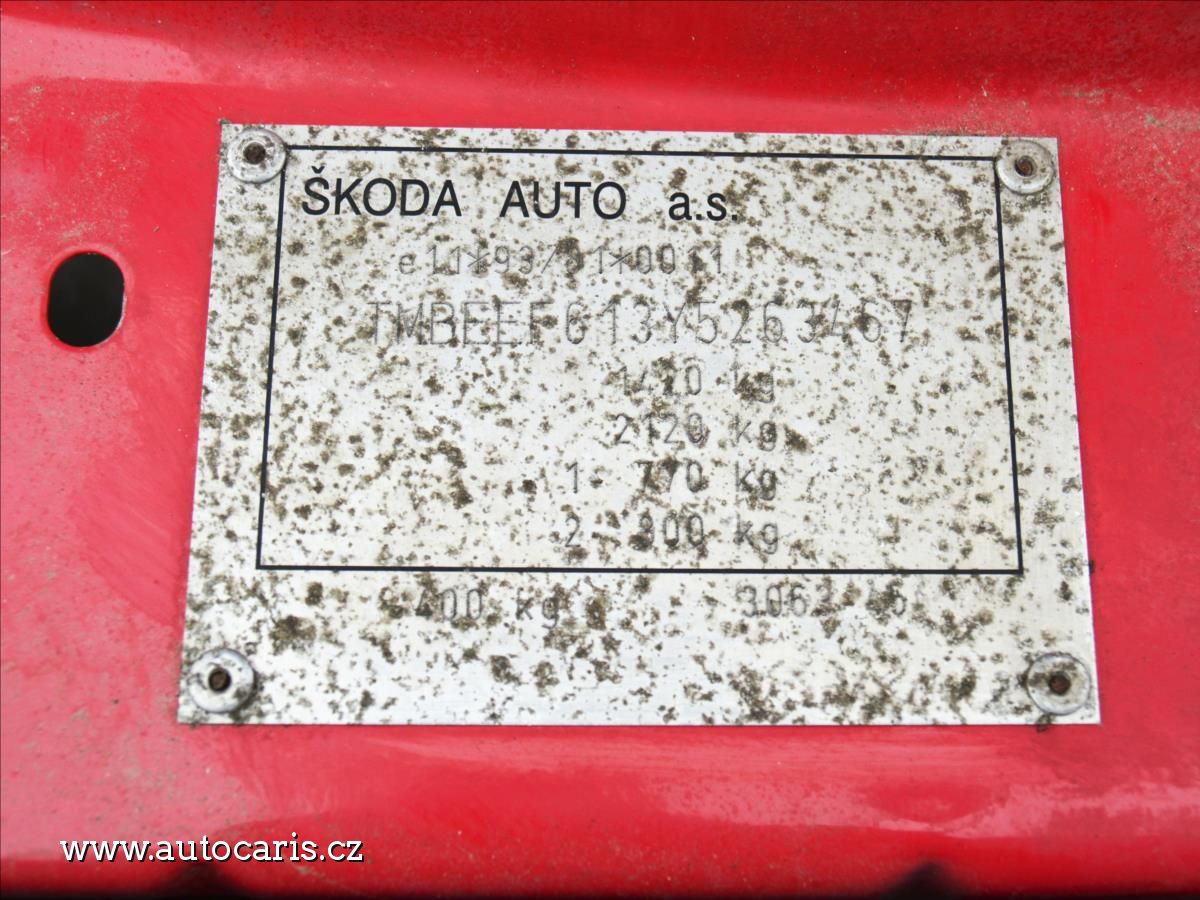 ŠKODA AUTO a.s.
e11*93/81*0011
TMBEEF613Y5263467
1420 kg
2120 kg
1- 770 kg
2- 800 kg
400 kg
www.autocaris.cz